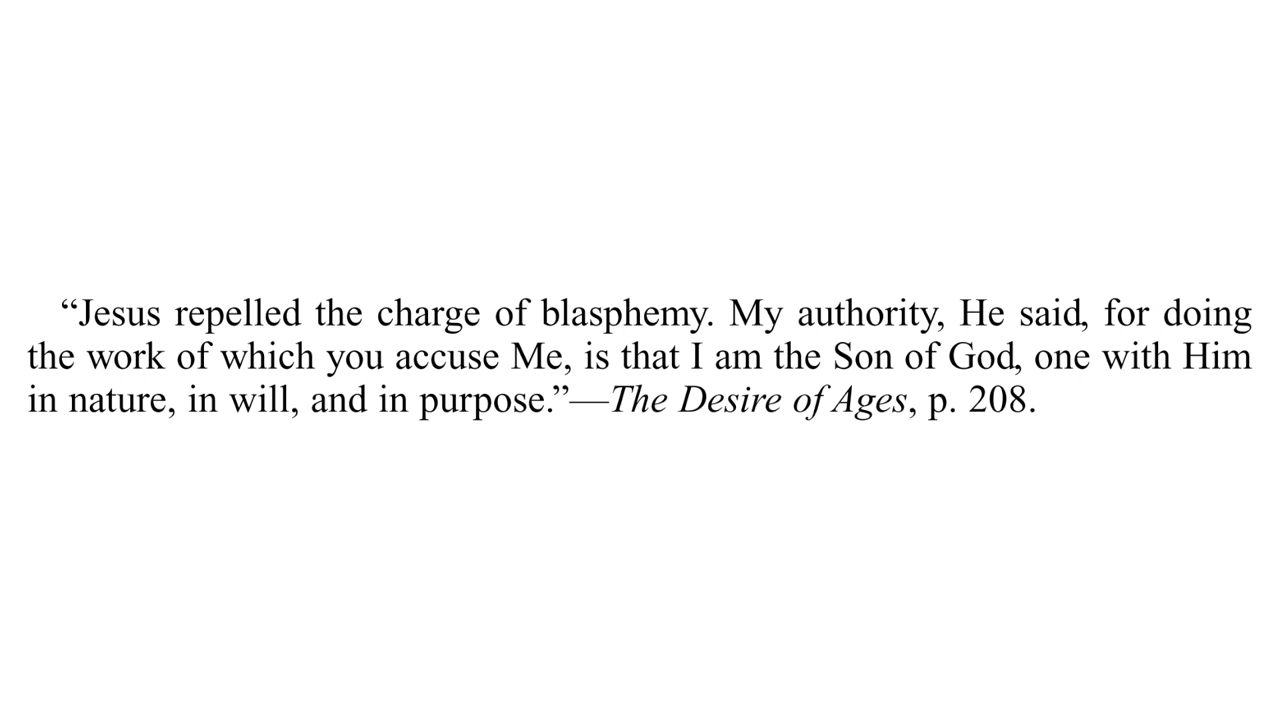 “Jesus repelled the charge of blasphemy. My authority, He said, for doing
the work of which you accuse Me, is that I am the Son of God, one with Him
in nature, in will, and in purpose.”—The Desire of Ages, p. 208.